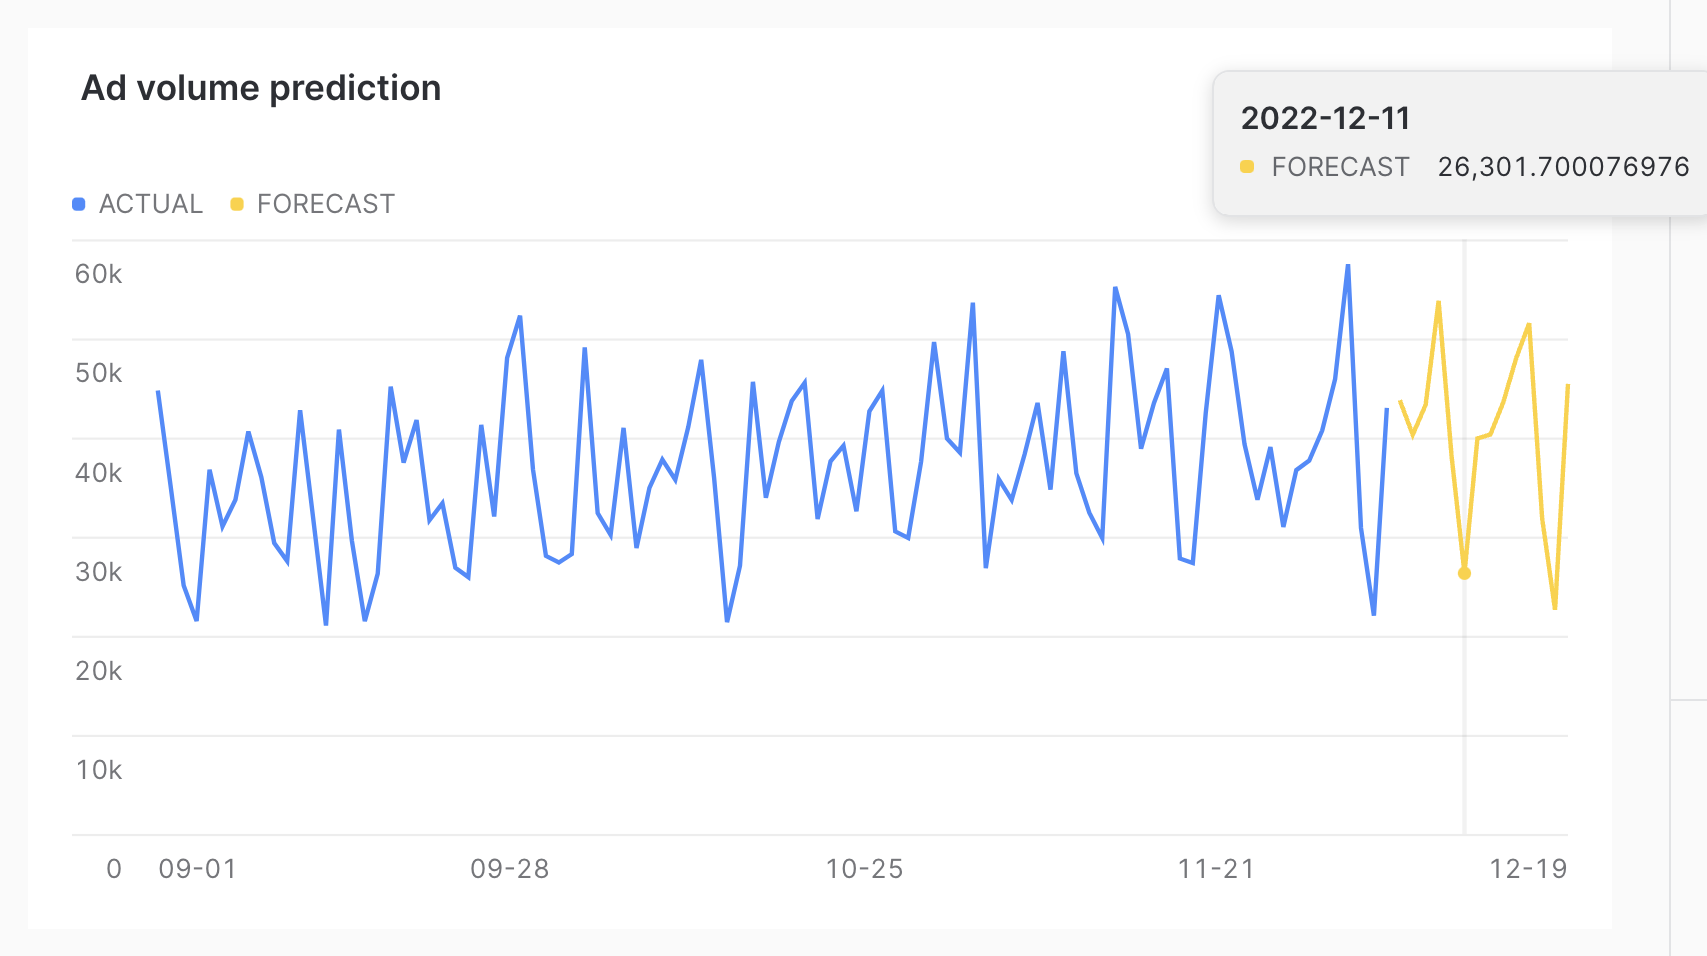 Ad volume prediction
2022-12-11
FORECAST 26,301.700076976
ACTUAL FORECAST
60k
50k
40k
30k
20k
10k
0 09-01 09-28 10-25 11-21 12-19